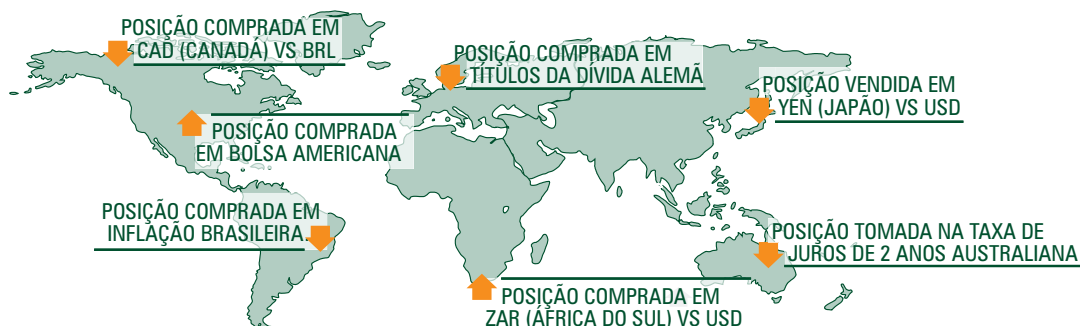 POSIÇÃO COMPRADA EM
CAD (CANADÁ) VS BRL
POSIÇÃO COMPRADA EM
TÍTULOS DA DÍVIDA ALEMÃ
POSIÇÃO VENDIDA EM
YEN (JAPÃO) VS USD
POSIÇÃO COMPRADA
EM BOLSA AMERICANA
POSIÇÃO COMPRADA EM
INFLAÇÃO BRASILEIRA.
POSIÇÃO TOMADA NA TAXA DE
JUROS DE 2 ANOS AUSTRALIANA
POSIÇÃO COMPRADA EM
ZAR (ÁFRICA DO SUL) VS USD